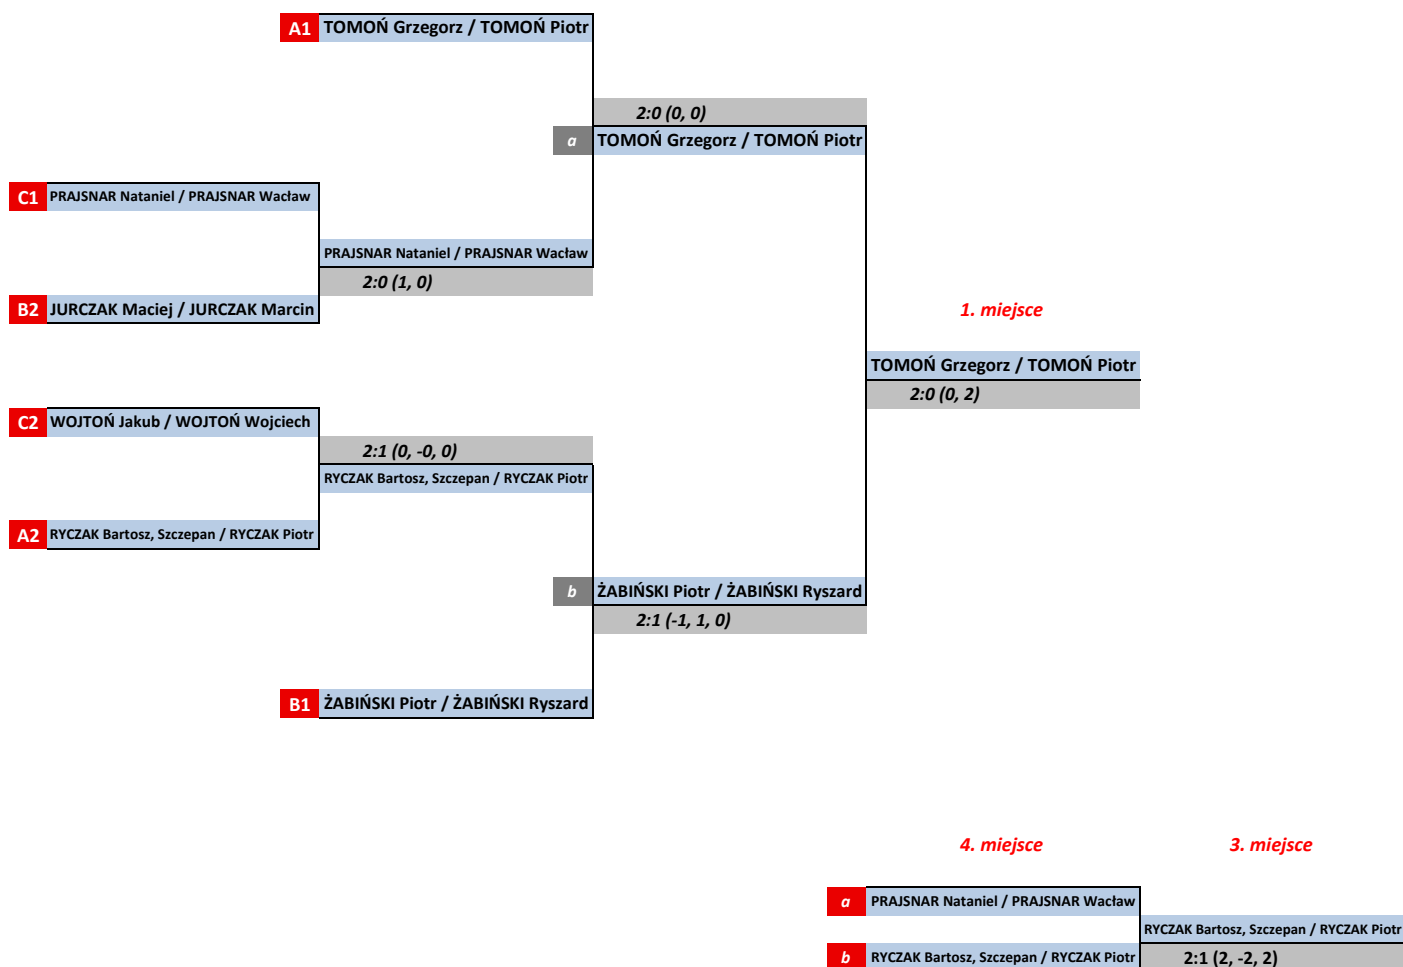 A1 TOMOŃ Grzegorz / TOMOŃ Piotr
2:0 (0, 0)
a TOMOŃ Grzegorz / TOMOŃ Piotr
C1 PRAJSNAR Nataniel / PRAJSNAR Wacław
PRAJSNAR Nataniel / PRAJSNAR Wacław
2:0 (1, 0)
B2 JURCZAK Maciej / JURCZAK Marcin
1. miejsce
TOMOŃ Grzegorz / TOMOŃ Piotr
2:0 (0, 2)
C2 WOJTOŃ Jakub / WOJTOŃ Wojciech
2:1 (0, -0, 0)
RYCZAK Bartosz, Szczepan / RYCZAK Piotr
A2 RYCZAK Bartosz, Szczepan / RYCZAK Piotr
b ŻABIŃSKI Piotr / ŻABIŃSKI Ryszard
2:1 (-1, 1, 0)
B1 ŻABIŃSKI Piotr / ŻABIŃSKI Ryszard
4. miejsce 3. miejsce
a PRAJSNAR Nataniel / PRAJSNAR Wacław
RYCZAK Bartosz, Szczepan / RYCZAK Piotr
b RYCZAK Bartosz, Szczepan / RYCZAK Piotr 2:1 (2, -2, 2)